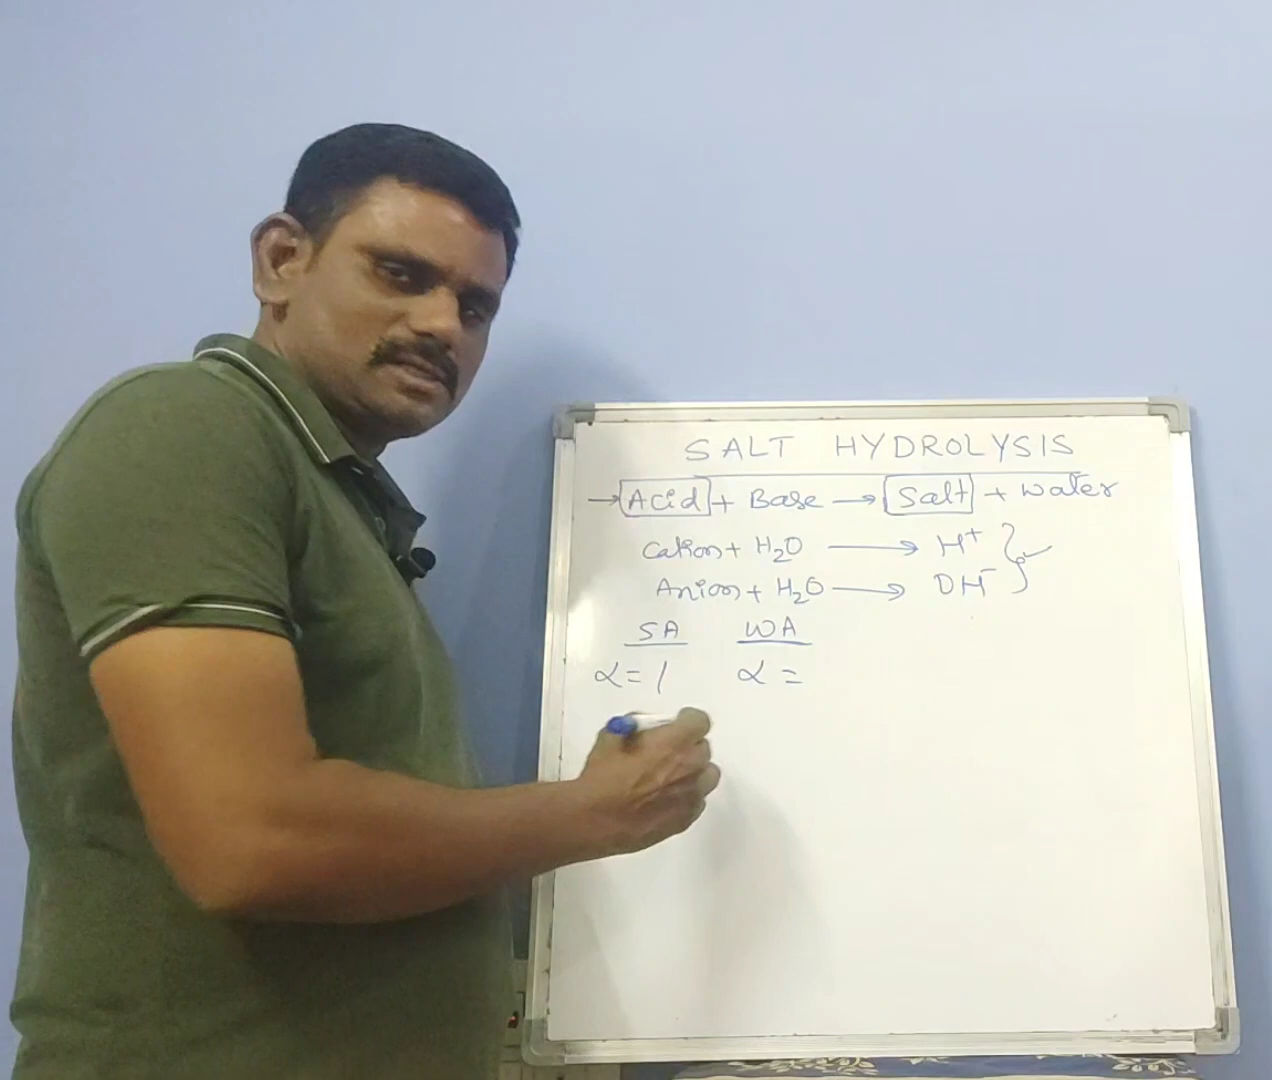 SALT HYDROLYSIS
→ Acid + Base → Salt + water
Cation + H₂O → H⁺
Anion + H₂O → OH⁻
SA WA
α = 1 α =